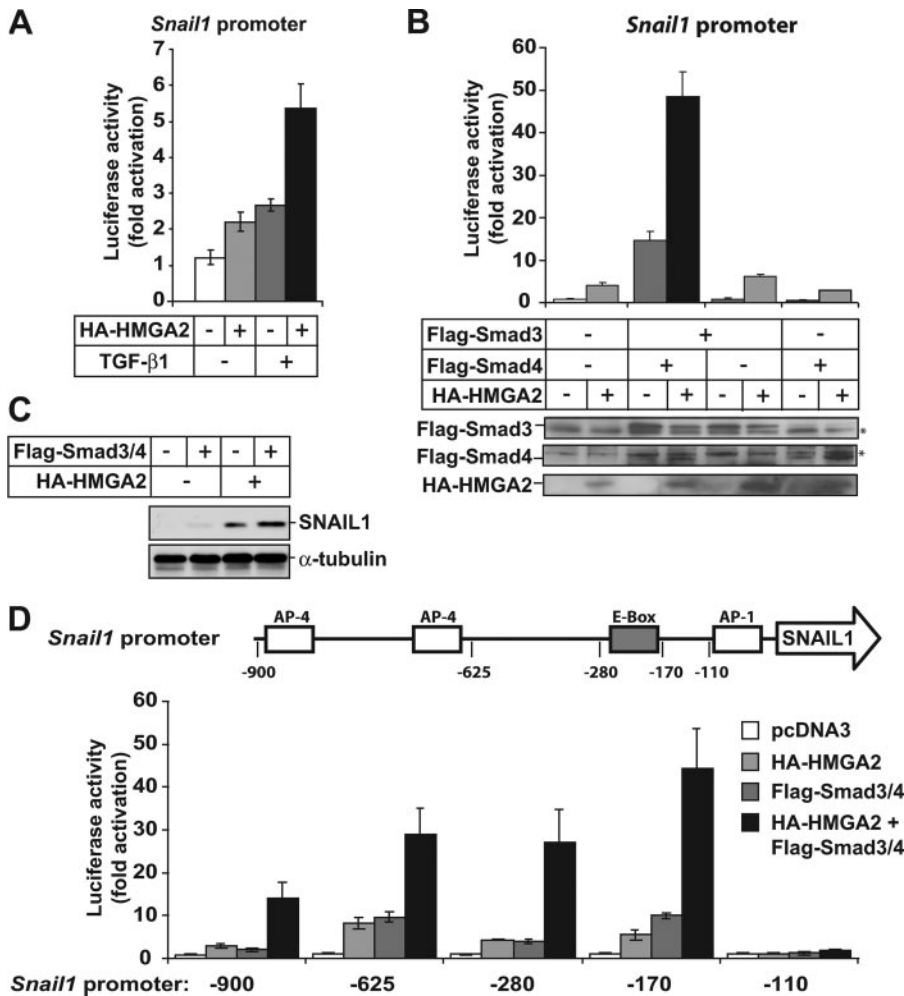 A
Snail1 promoter
Luciferase activity
(fold activation)
7
6
5
4
3
2
1
0
HA-HMGA2 - + - +
TGF-β1 - +
B
Snail1 promoter
Luciferase activity
(fold activation)
60
50
40
30
20
10
0
Flag-Smad3 - + -
Flag-Smad4 - + - +
HA-HMGA2 - + - + - + - +
Flag-Smad3 *
Flag-Smad4 *
HA-HMGA2
C
Flag-Smad3/4 - + - +
HA-HMGA2 - +
SNAIL1
α-tubulin
D
Snail1 promoter
AP-4 AP-4 E-Box AP-1
SNAIL1
-900 -625 -280 -170 -110
Luciferase activity
(fold activation)
60
50
40
30
20
10
0
pcDNA3
HA-HMGA2
Flag-Smad3/4
HA-HMGA2 +
Flag-Smad3/4
Snail1 promoter: -900 -625 -280 -170 -110